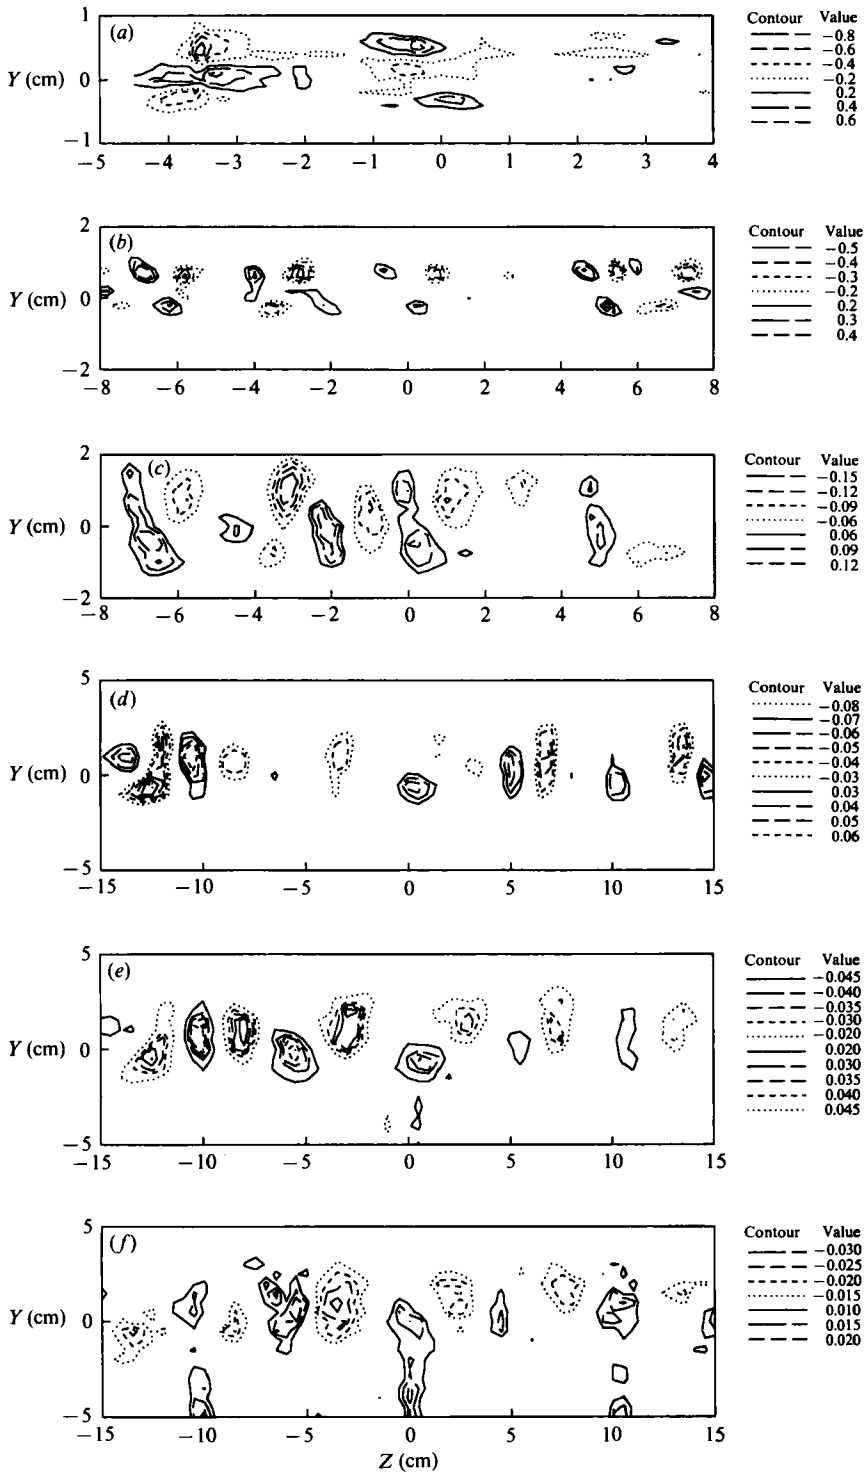 (a)
Y (cm)
1
0
−1
−5 −4 −3 −2 −1 0 1 2 3 4
Contour Value
−0.8
−0.6
−0.4
−0.2
0.2
0.4
0.6
(b)
Y (cm)
2
0
−2
−8 −6 −4 −2 0 2 4 6 8
Contour Value
−0.5
−0.4
−0.3
−0.2
0.2
0.3
0.4
(c)
Y (cm)
2
0
−2
−8 −6 −4 −2 0 2 4 6 8
Contour Value
−0.15
−0.12
−0.09
−0.06
0.06
0.09
0.12
(d)
Y (cm)
5
0
−5
−15 −10 −5 0 5 10 15
Contour Value
−0.08
−0.07
−0.06
−0.05
−0.04
−0.03
0.03
0.04
0.05
0.06
(e)
Y (cm)
5
0
−5
−15 −10 −5 0 5 10 15
Contour Value
−0.045
−0.040
−0.035
−0.030
−0.020
0.020
0.030
0.035
0.040
0.045
(f)
Y (cm)
5
0
−5
−15 −10 −5 0 5 10 15
Z (cm)
Contour Value
−0.030
−0.025
−0.020
−0.015
0.010
0.015
0.020